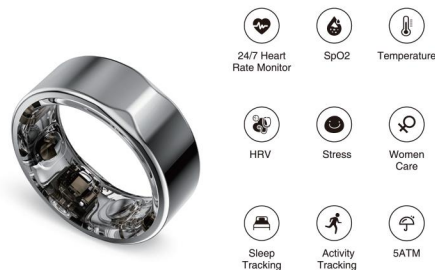 24/7 Heart
Rate Monitor
SpO2
Temperature
HRV
Stress
Women
Care
Sleep
Tracking
Activity
Tracking
5ATM